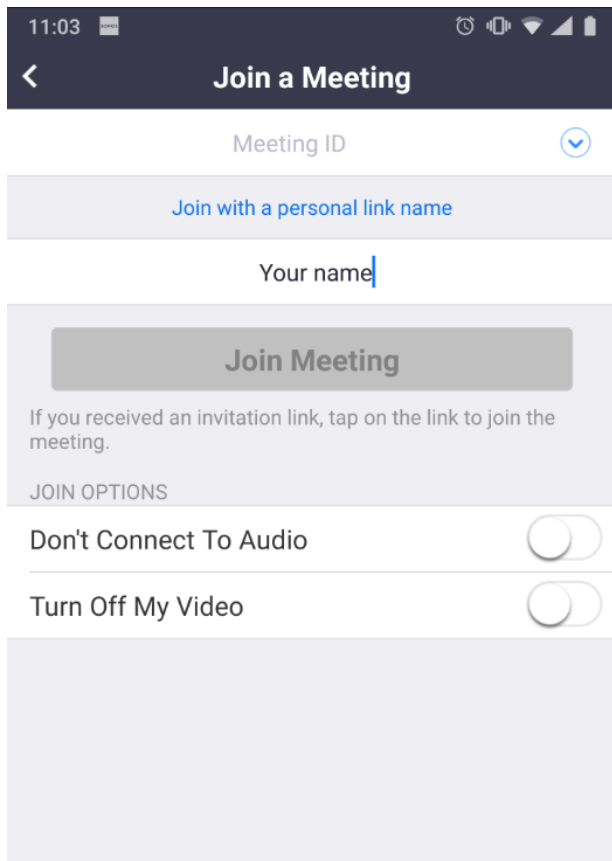 11:03
Join a Meeting
Meeting ID
Join with a personal link name
Your name
Join Meeting
If you received an invitation link, tap on the link to join the
meeting.
JOIN OPTIONS
Don't Connect To Audio
Turn Off My Video